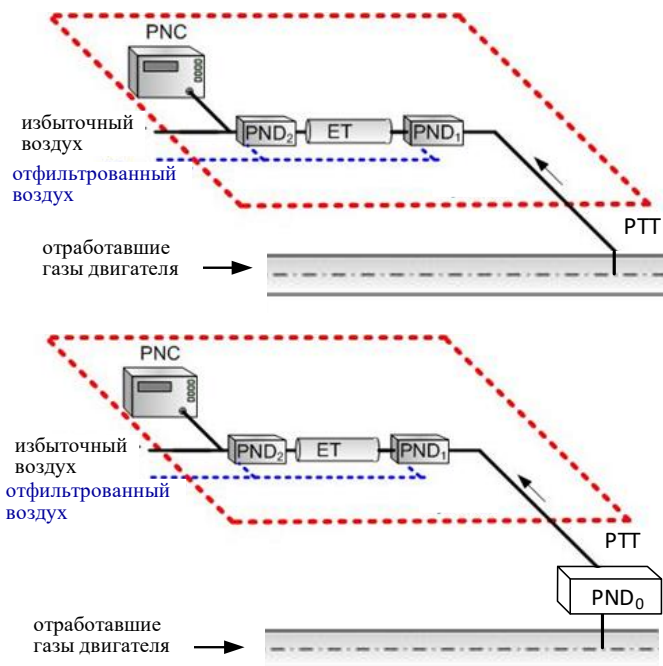 PNC
избыточный
воздух
PND₂
ET
PND₁
отфильтрованный
воздух
PTT
отработавшие
газы двигателя
PNC
избыточный
воздух
PND₂
ET
PND₁
отфильтрованный
воздух
PTT
PND₀
отработавшие
газы двигателя